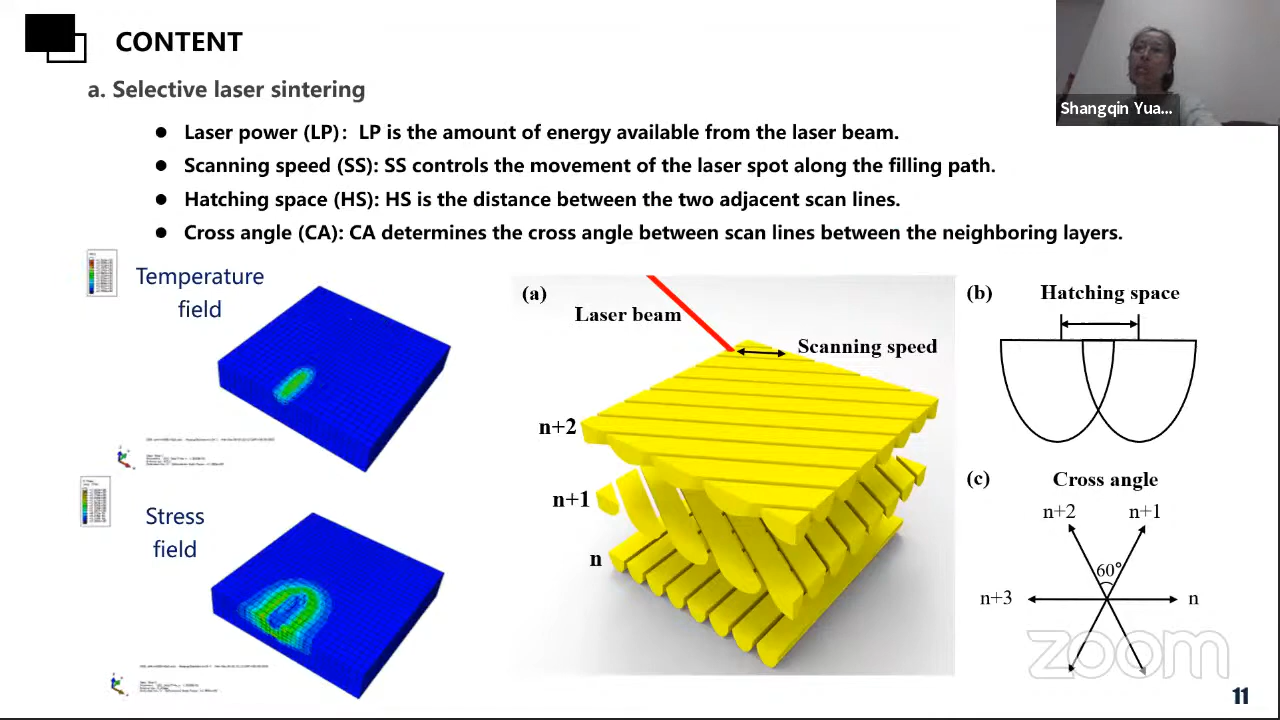 CONTENT
a. Selective laser sintering
● Laser power (LP)：LP is the amount of energy available from the laser beam.
● Scanning speed (SS): SS controls the movement of the laser spot along the filling path.
● Hatching space (HS): HS is the distance between the two adjacent scan lines.
● Cross angle (CA): CA determines the cross angle between scan lines between the neighboring layers.
Shangqin Yua...
Temperature
field
Stress
field
(a)
Laser beam
Scanning speed
n+2
n+1
n
(b) Hatching space
(c) Cross angle
n+2 n+1
60°
n+3 n
zoom
11